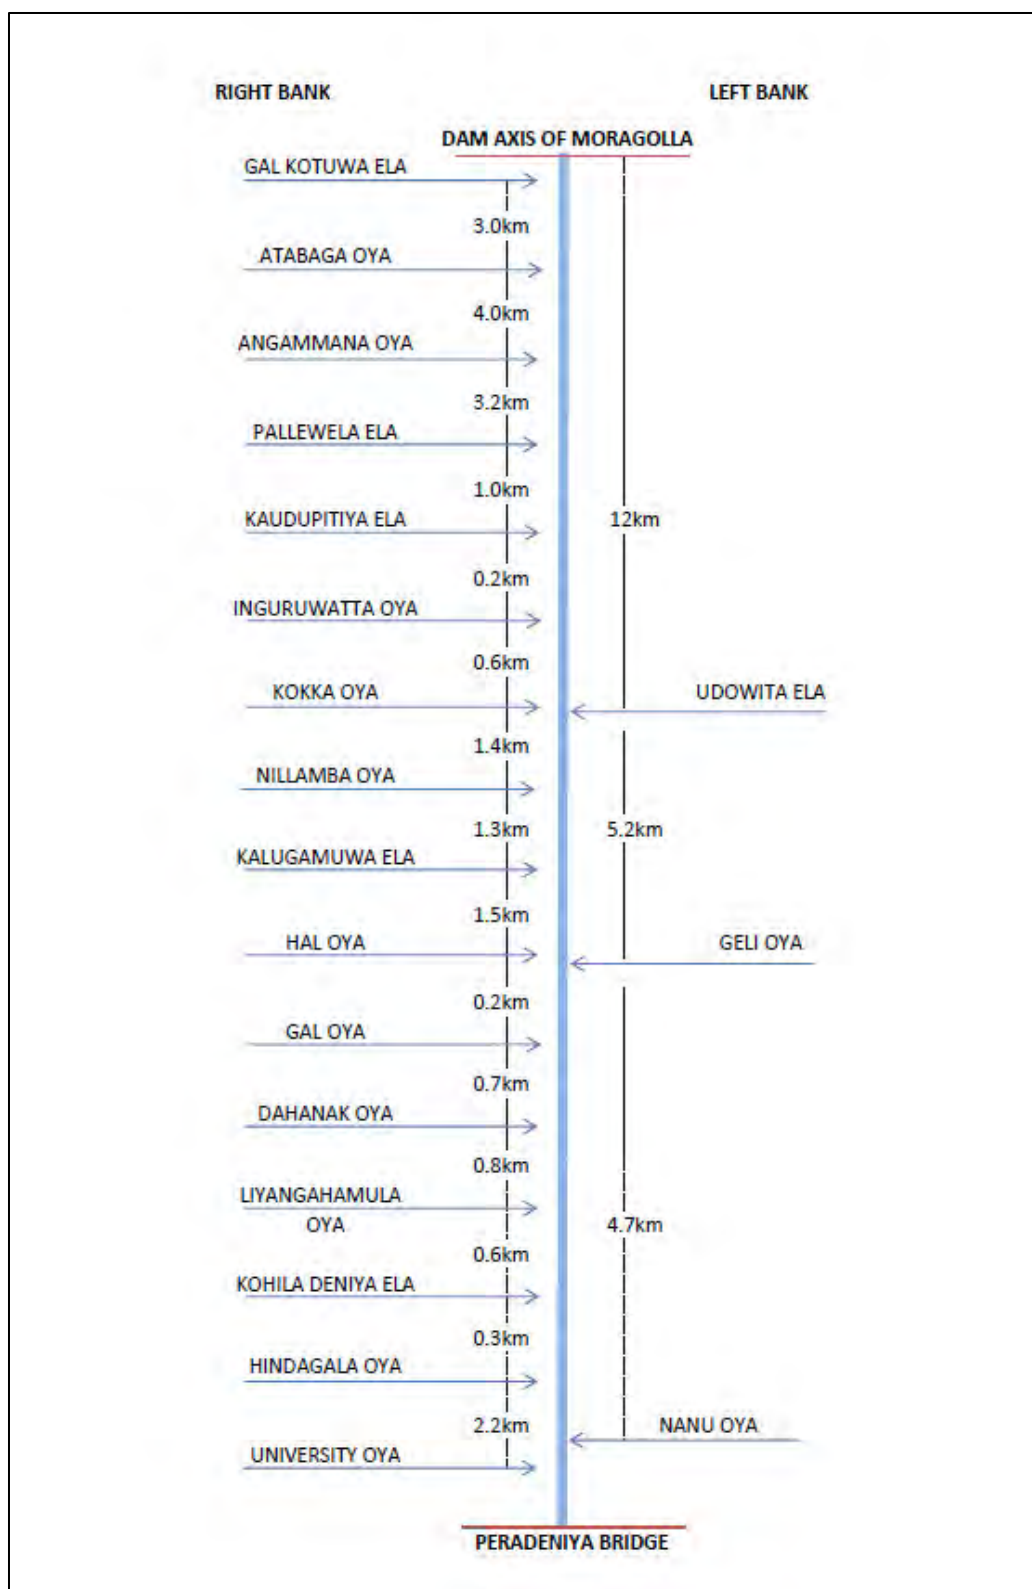 RIGHT BANK
LEFT BANK
DAM AXIS OF MORAGOLLA
GAL KOTUWA ELA
3.0km
ATABAGA OYA
4.0km
ANGAMMANA OYA
3.2km
PALLEWELA ELA
1.0km
KAUDUPITIYA ELA
12km
0.2km
INGURUWATTA OYA
0.6km
KOKKA OYA
UDOWITA ELA
1.4km
NILLAMBA OYA
1.3km
5.2km
KALUGAMUWA ELA
1.5km
HAL OYA
GELI OYA
0.2km
GAL OYA
0.7km
DAHANAK OYA
0.8km
LIYANGAHAMULA
OYA
4.7km
0.6km
KOHILA DENIYA ELA
0.3km
HINDAGALA OYA
2.2km
NANU OYA
UNIVERSITY OYA
PERADENIYA BRIDGE